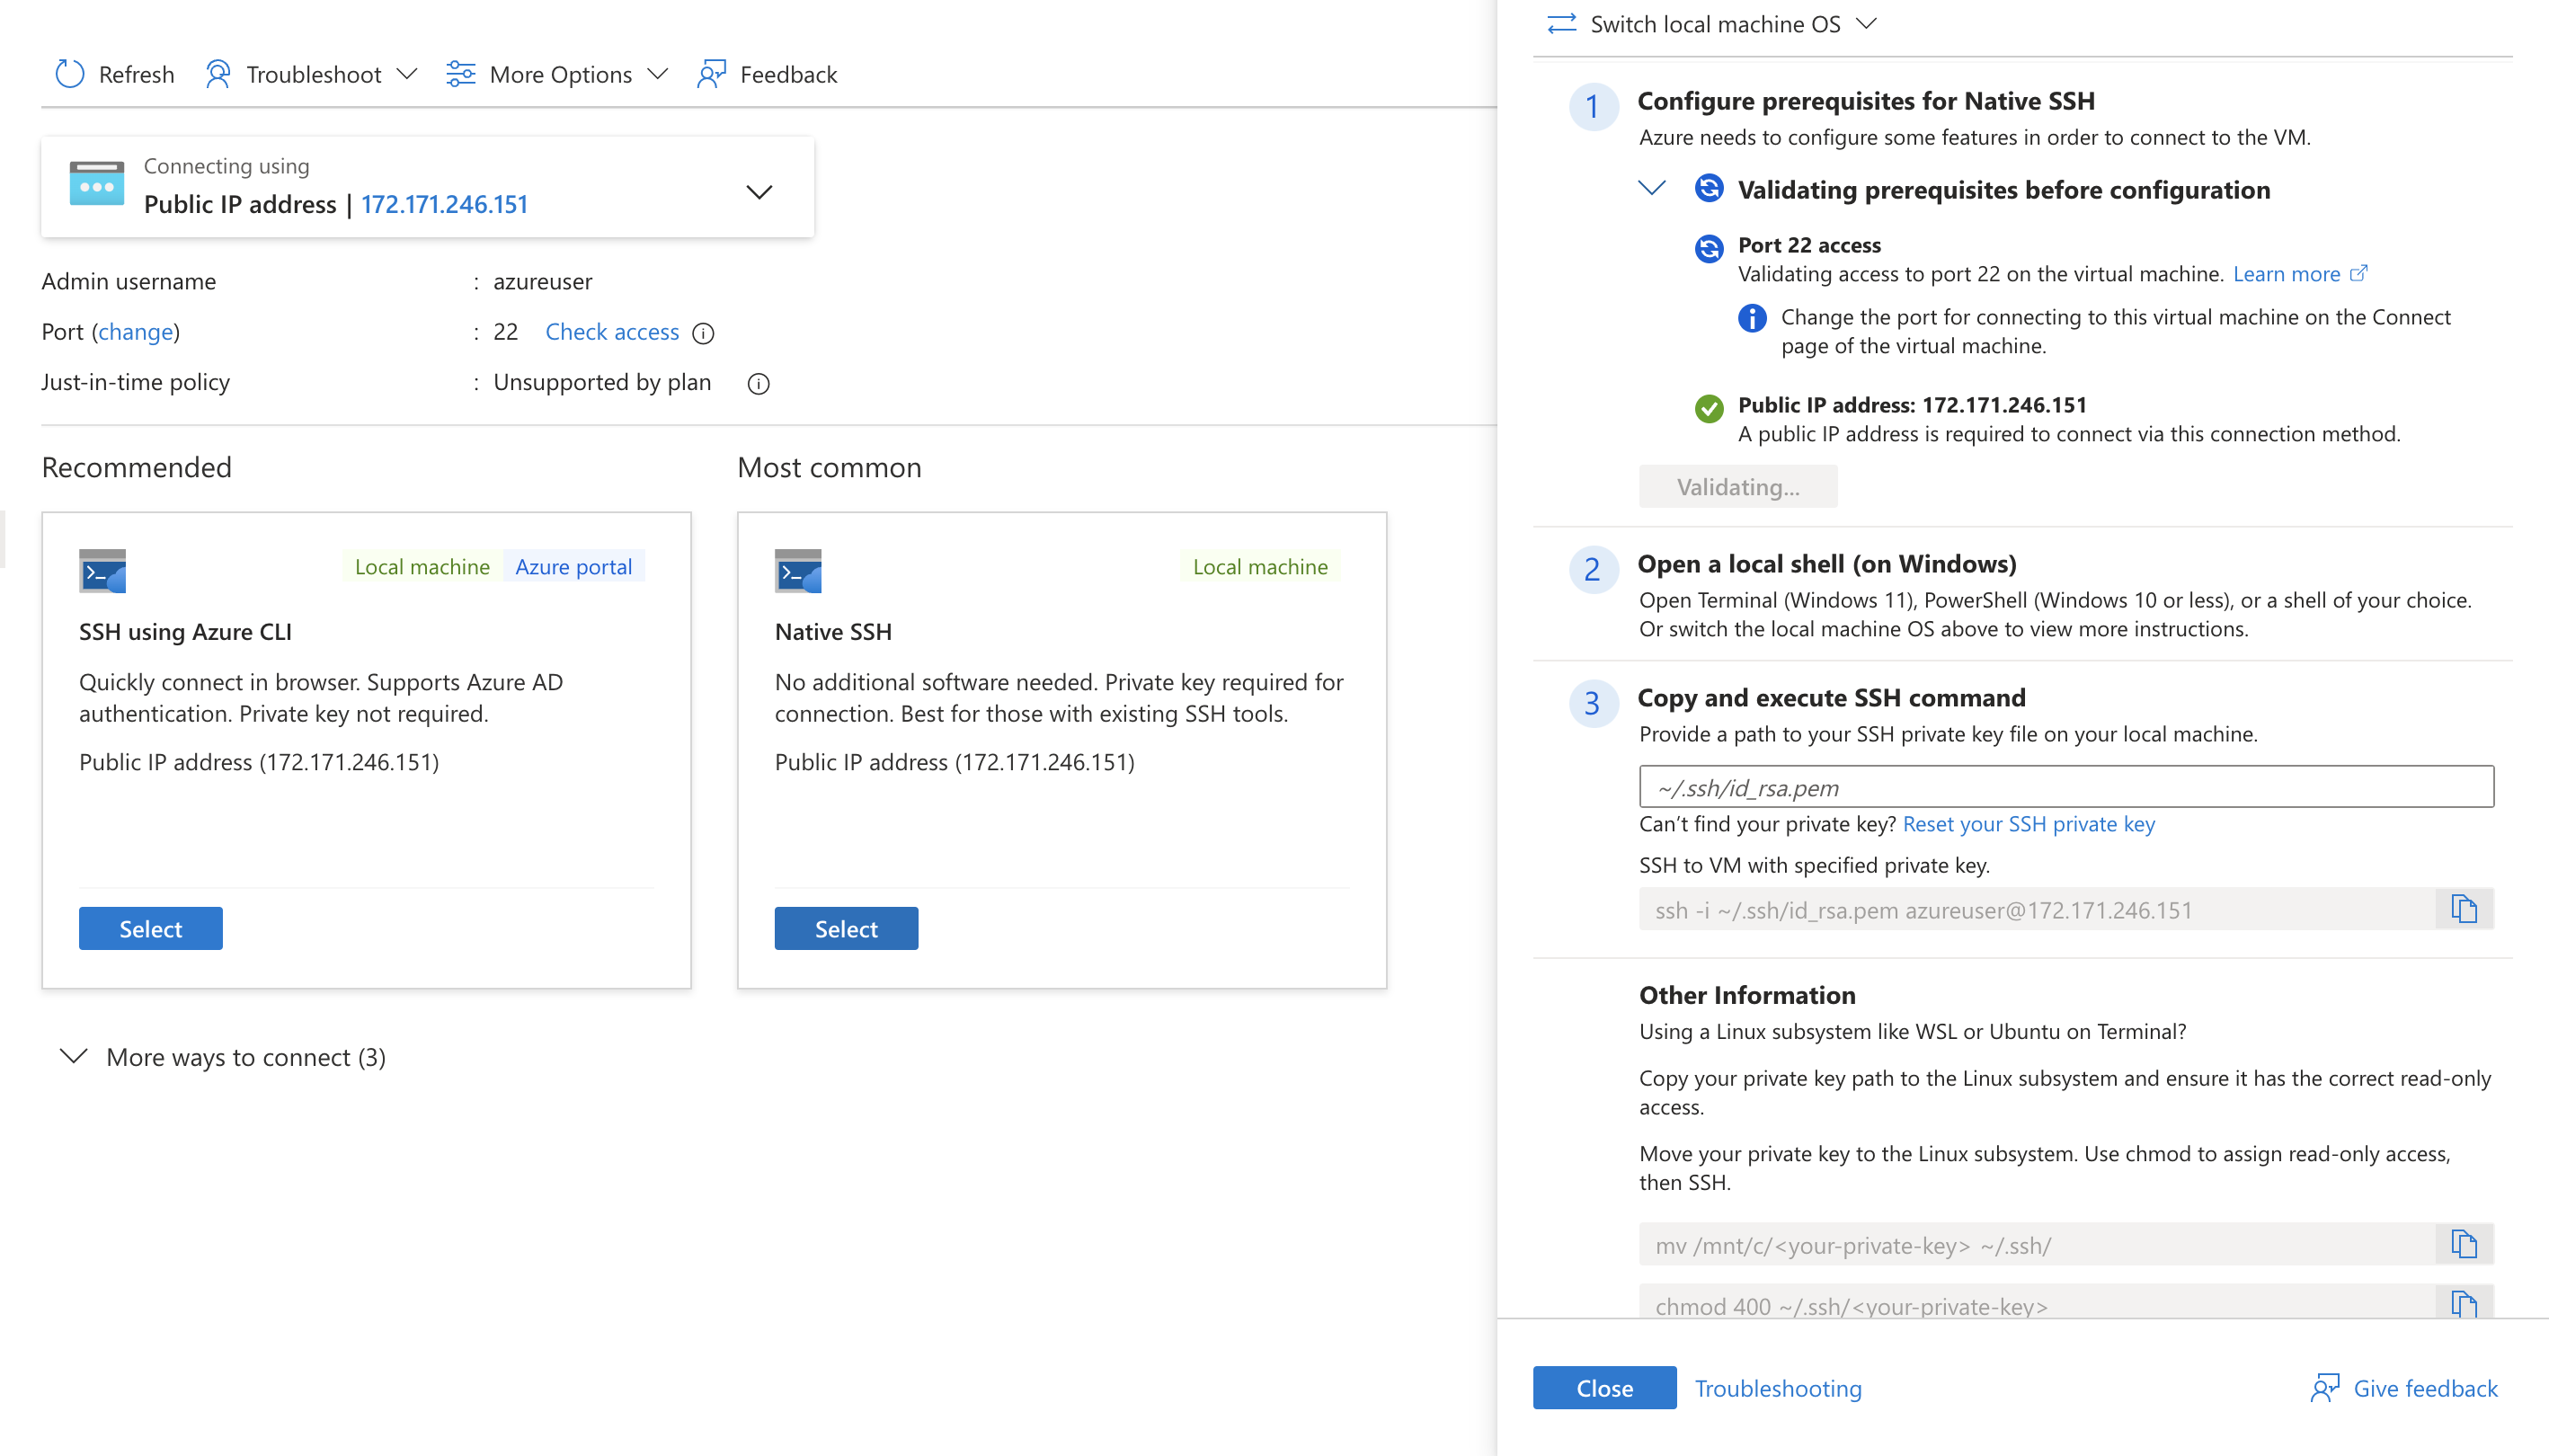 Refresh Troubleshoot More Options Feedback
Connecting using
Public IP address | 172.171.246.151
Admin username : azureuser
Port (change) : 22 Check access
Just-in-time policy : Unsupported by plan
Recommended
Local machine Azure portal
SSH using Azure CLI
Quickly connect in browser. Supports Azure AD
authentication. Private key not required.
Public IP address (172.171.246.151)
Select
Most common
Local machine
Native SSH
No additional software needed. Private key required for
connection. Best for those with existing SSH tools.
Public IP address (172.171.246.151)
Select
More ways to connect (3)
Switch local machine OS
1 Configure prerequisites for Native SSH
Azure needs to configure some features in order to connect to the VM.
Validating prerequisites before configuration
Port 22 access
Validating access to port 22 on the virtual machine. Learn more
Change the port for connecting to this virtual machine on the Connect
page of the virtual machine.
Public IP address: 172.171.246.151
A public IP address is required to connect via this connection method.
Validating...
2 Open a local shell (on Windows)
Open Terminal (Windows 11), PowerShell (Windows 10 or less), or a shell of your choice.
Or switch the local machine OS above to view more instructions.
3 Copy and execute SSH command
Provide a path to your SSH private key file on your local machine.
~/.ssh/id_rsa.pem
Can't find your private key? Reset your SSH private key
SSH to VM with specified private key.
ssh -i ~/.ssh/id_rsa.pem azureuser@172.171.246.151
Other Information
Using a Linux subsystem like WSL or Ubuntu on Terminal?
Copy your private key path to the Linux subsystem and ensure it has the correct read-only
access.
Move your private key to the Linux subsystem. Use chmod to assign read-only access,
then SSH.
mv /mnt/c/<your-private-key> ~/.ssh/
chmod 400 ~/.ssh/<your-private-key>
Close Troubleshooting Give feedback